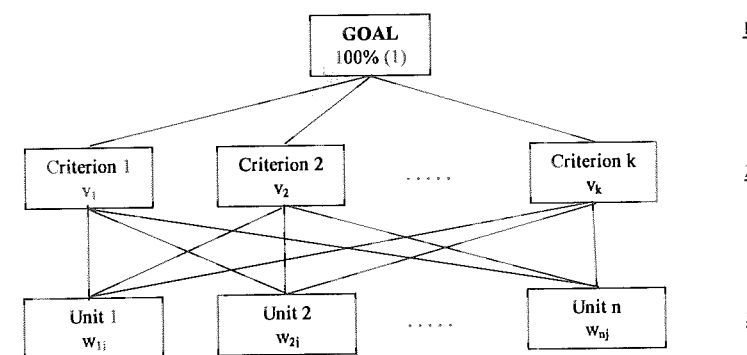 GOAL
100% (1)
Criterion 1
v₁
Criterion 2
v₂
.....
Criterion k
vₖ
Unit 1
w₁ⱼ
Unit 2
w₂ⱼ
.....
Unit n
wₙⱼ